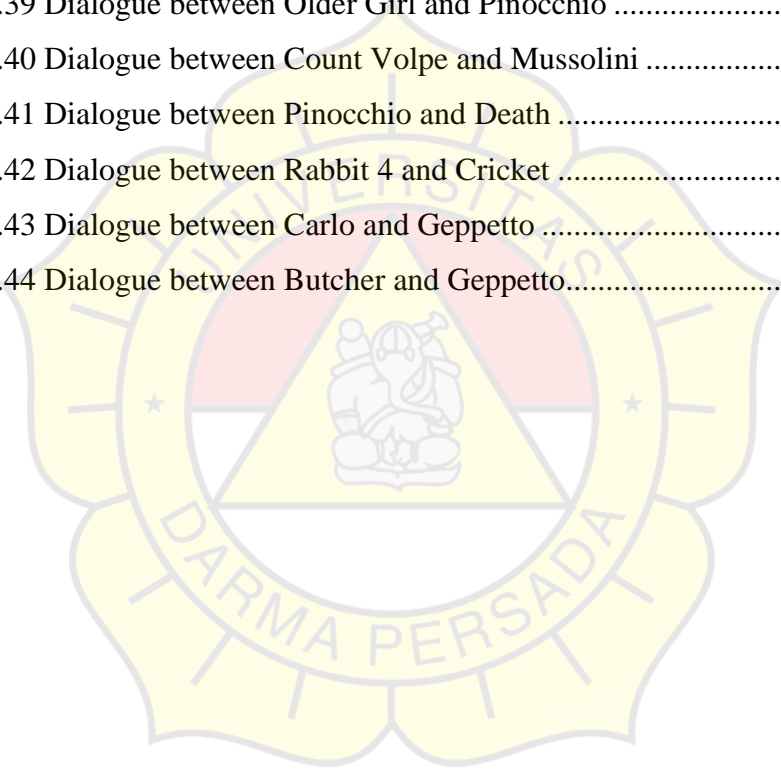 .39 Dialogue between Older Girl and Pinocchio ......................
.40 Dialogue between Count Volpe and Mussolini .................
.41 Dialogue between Pinocchio and Death ............................
.42 Dialogue between Rabbit 4 and Cricket ............................
.43 Dialogue between Carlo and Geppetto ..............................
.44 Dialogue between Butcher and Geppetto...........................
UNIVERSITAS
DARMA PERSADA